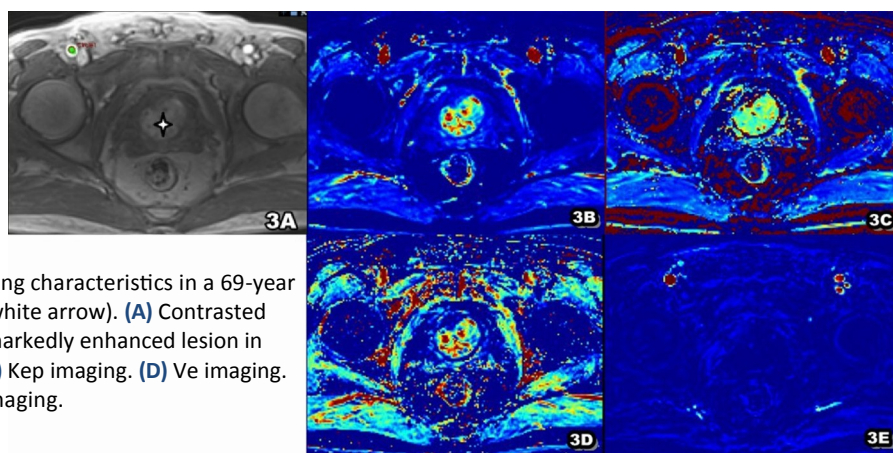 3A
3B
3C
ng characteristics in a 69-year
white arrow). (A) Contrasted
arkedly enhanced lesion in
Kep imaging. (D) Ve imaging.
aging.
3D
3E